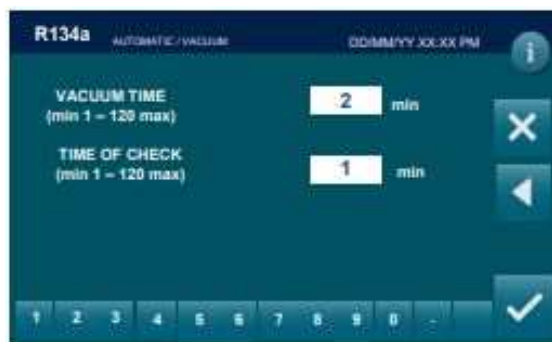 R134a AUTOMATIC / VACUUM DD/MM/YY XX:XX PM
i
VACUUM TIME 2 min
(min 1 – 120 max)
TIME OF CHECK 1 min
(min 1 – 120 max)
1 2 3 4 5 6 7 8 9 0 -